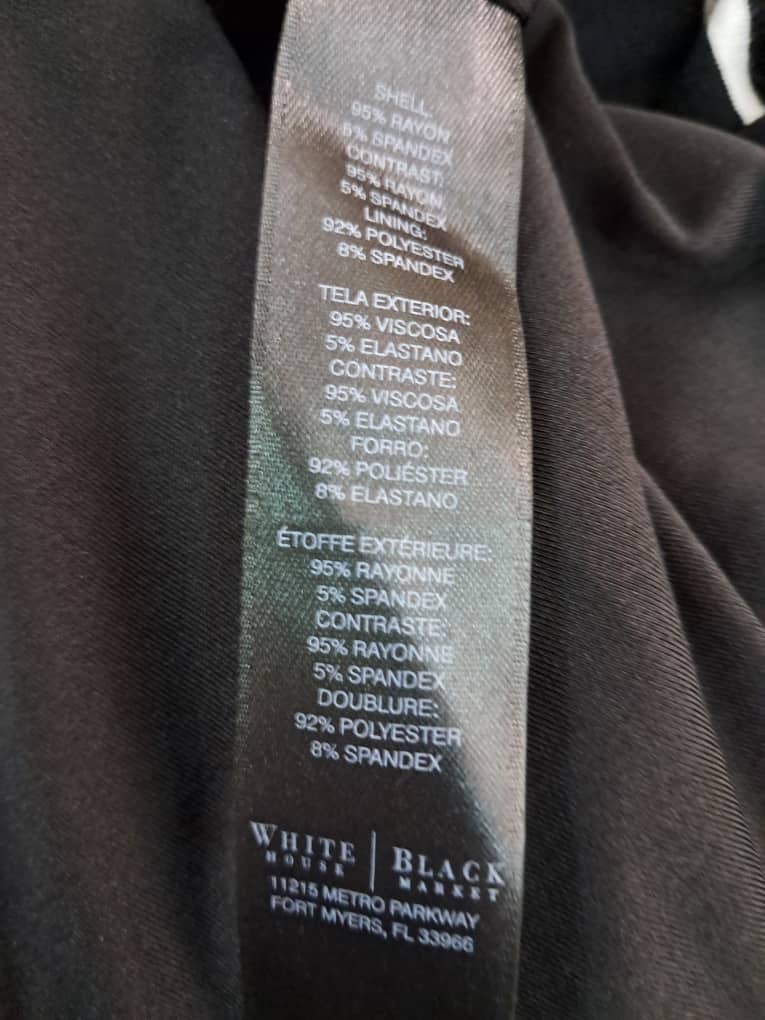 SHELL:
95% RAYON
5% SPANDEX
CONTRAST:
95% RAYON
5% SPANDEX
LINING:
92% POLYESTER
8% SPANDEX
TELA EXTERIOR:
95% VISCOSA
5% ELASTANO
CONTRASTE:
95% VISCOSA
5% ELASTANO
FORRO:
92% POLIÉSTER
8% ELASTANO
ÉTOFFE EXTÉRIEURE:
95% RAYONNE
5% SPANDEX
CONTRASTE:
95% RAYONNE
5% SPANDEX
DOUBLURE:
92% POLYESTER
8% SPANDEX
WHITE HOUSE | BLACK MARKET
11215 METRO PARKWAY
FORT MYERS, FL 33966